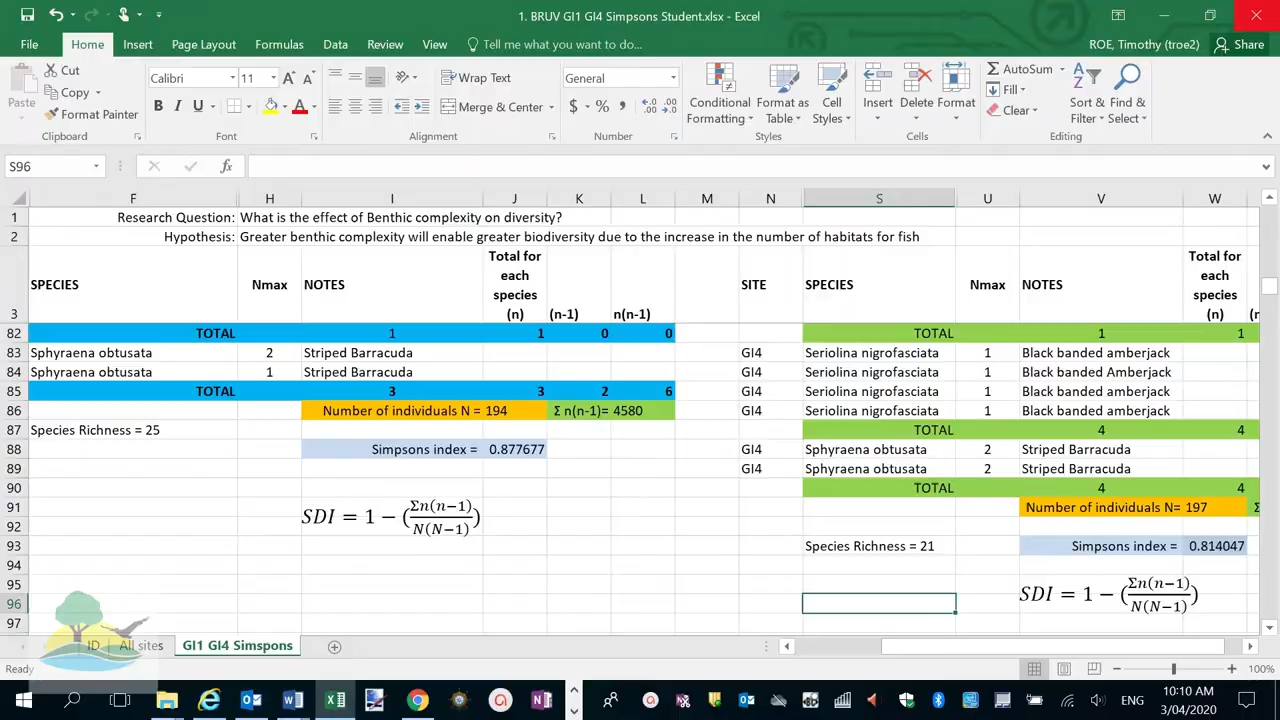 1. BRUV GI1 GI4 Simpsons Student.xlsx - Excel
File Home Insert Page Layout Formulas Data Review View Tell me what you want to do... ROE, Timothy (troe2) Share
Paste Cut Copy Format Painter Clipboard
Calibri 11 B I U A Font
Wrap Text Merge & Center Alignment
General $ % , Number
Conditional Formatting Format as Table Cell Styles Styles
Insert Delete Format Cells
AutoSum Fill Clear Sort & Filter Find & Select Editing
S96 fx
F H I J K L M N S U V W
1 Research Question: What is the effect of Benthic complexity on diversity?
2 Hypothesis: Greater benthic complexity will enable greater biodiversity due to the increase in the number of habitats for fish
3 SPECIES Nmax NOTES Total for each species (n) (n-1) n(n-1) SITE SPECIES Nmax NOTES Total for each species (n)
82 TOTAL 1 1 0 0 TOTAL 1 1
83 Sphyraena obtusata 2 Striped Barracuda GI4 Seriolina nigrofasciata 1 Black banded amberjack
84 Sphyraena obtusata 1 Striped Barracuda GI4 Seriolina nigrofasciata 1 Black banded Amberjack
85 TOTAL 3 3 2 6 GI4 Seriolina nigrofasciata 1 Black banded amberjack
86 Number of individuals N = 194 Σ n(n-1)= 4580 GI4 Seriolina nigrofasciata 1 Black banded amberjack
87 Species Richness = 25 TOTAL 4 4
88 Simpsons index = 0.877677 GI4 Sphyraena obtusata 2 Striped Barracuda
89 GI4 Sphyraena obtusata 2 Striped Barracuda
90 TOTAL 4 4
91 Number of individuals N= 197 Σ
92 SDI = 1 − (Σn(n−1)/N(N−1))
93 Species Richness = 21 Simpsons index = 0.814047
94
95
96 SDI = 1 − (Σn(n−1)/N(N−1))
97
ID All sites GI1 GI4 Simspons
Ready 100%
ENG 10:10 AM
3/04/2020